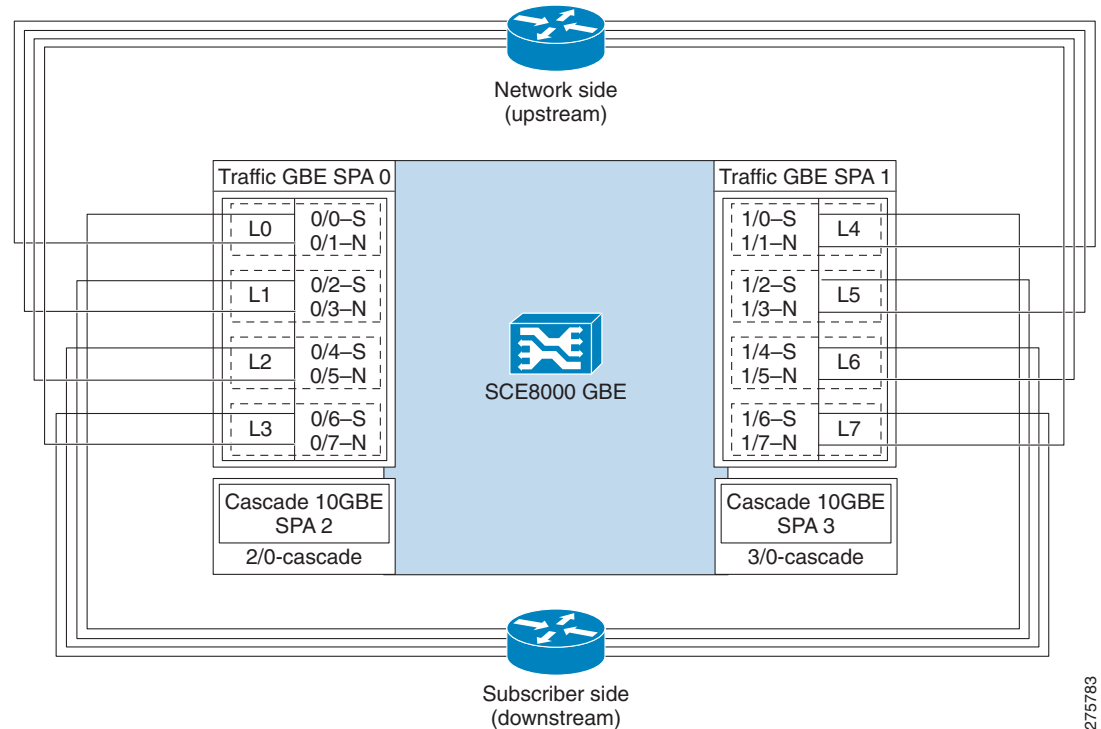 Network side
(upstream)
Traffic GBE SPA 0
L0
0/0–S
0/1–N
L1
0/2–S
0/3–N
L2
0/4–S
0/5–N
L3
0/6–S
0/7–N
Cascade 10GBE
SPA 2
2/0-cascade
SCE8000 GBE
Traffic GBE SPA 1
1/0–S
1/1–N
L4
1/2–S
1/3–N
L5
1/4–S
1/5–N
L6
1/6–S
1/7–N
L7
Cascade 10GBE
SPA 3
3/0-cascade
Subscriber side
(downstream)
275783